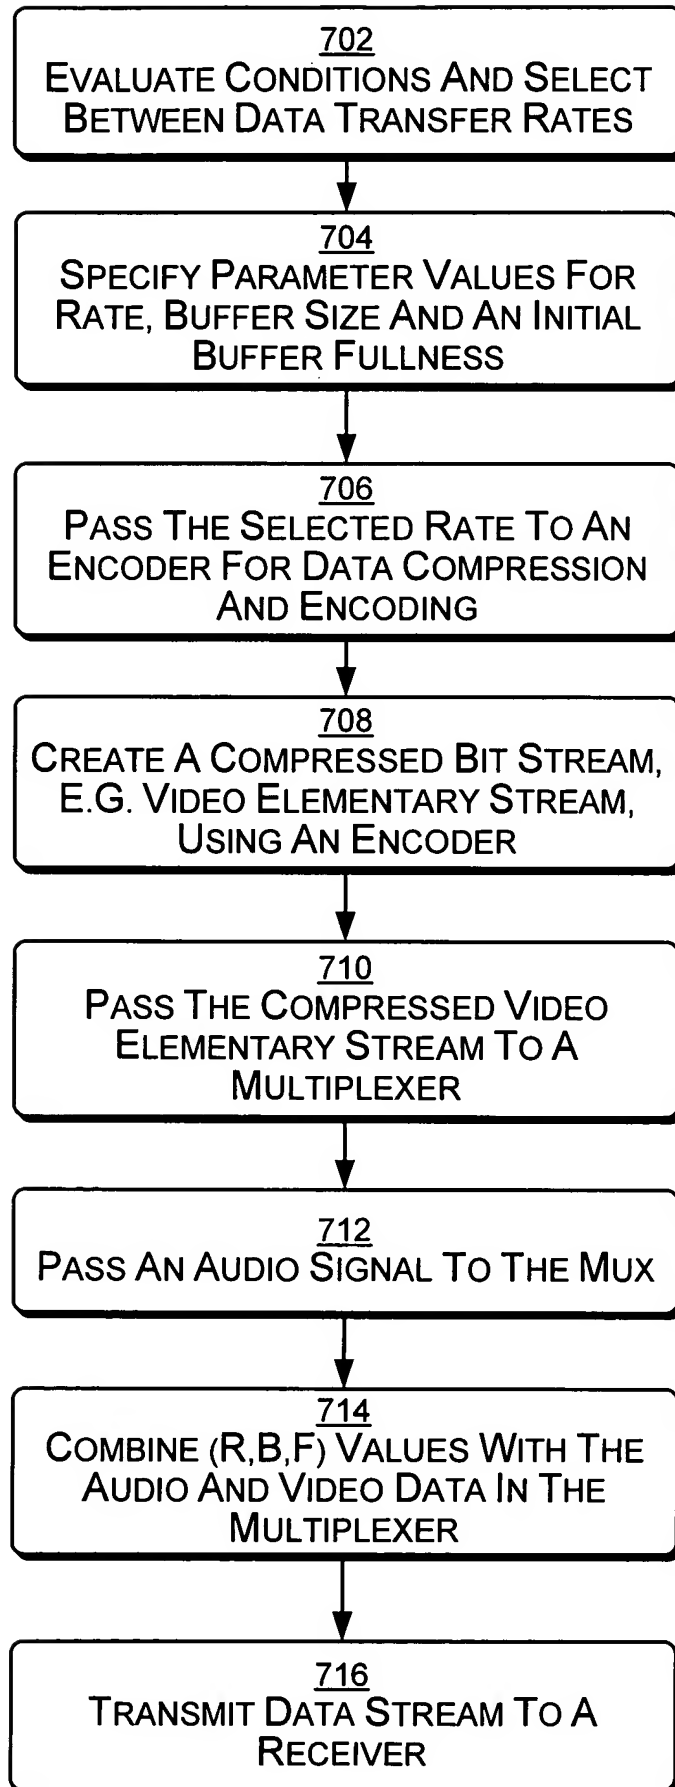 702
EVALUATE CONDITIONS AND SELECT
BETWEEN DATA TRANSFER RATES
704
SPECIFY PARAMETER VALUES FOR
RATE, BUFFER SIZE AND AN INITIAL
BUFFER FULLNESS
706
PASS THE SELECTED RATE TO AN
ENCODER FOR DATA COMPRESSION
AND ENCODING
708
CREATE A COMPRESSED BIT STREAM,
E.G. VIDEO ELEMENTARY STREAM,
USING AN ENCODER
710
PASS THE COMPRESSED VIDEO
ELEMENTARY STREAM TO A
MULTIPLEXER
712
PASS AN AUDIO SIGNAL TO THE MUX
714
COMBINE (R,B,F) VALUES WITH THE
AUDIO AND VIDEO DATA IN THE
MULTIPLEXER
716
TRANSMIT DATA STREAM TO A
RECEIVER